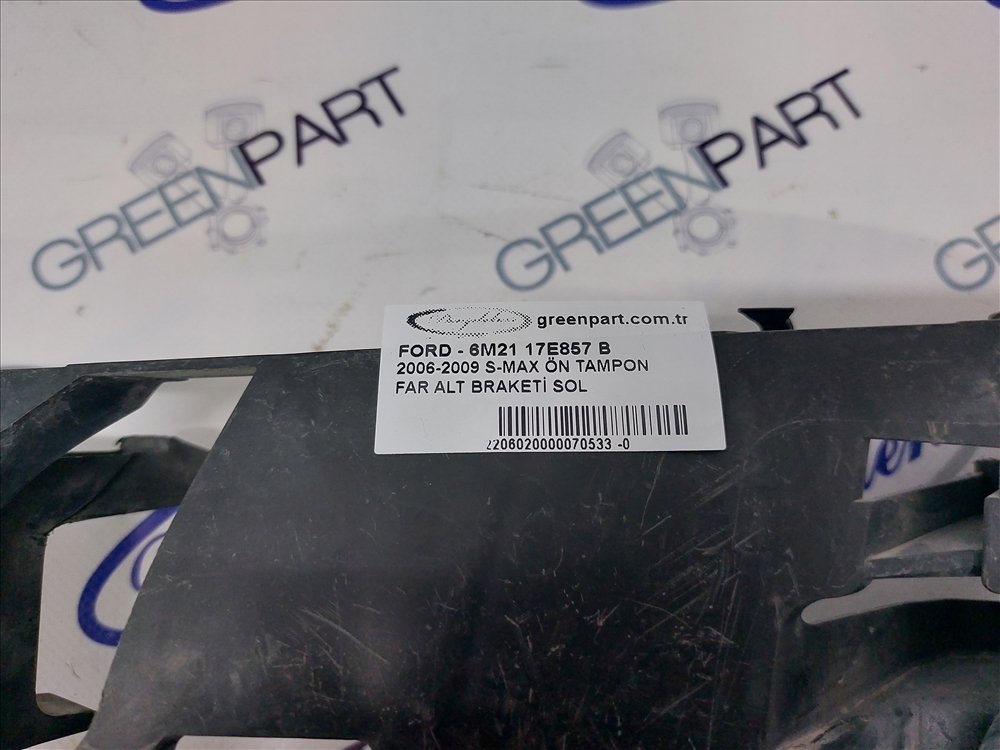 GREENPART
GREENPART
greenpart.com.tr
FORD - 6M21 17E857 B
2006-2009 S-MAX ÖN TAMPON
FAR ALT BRAKETİ SOL
2206020000070533 -0